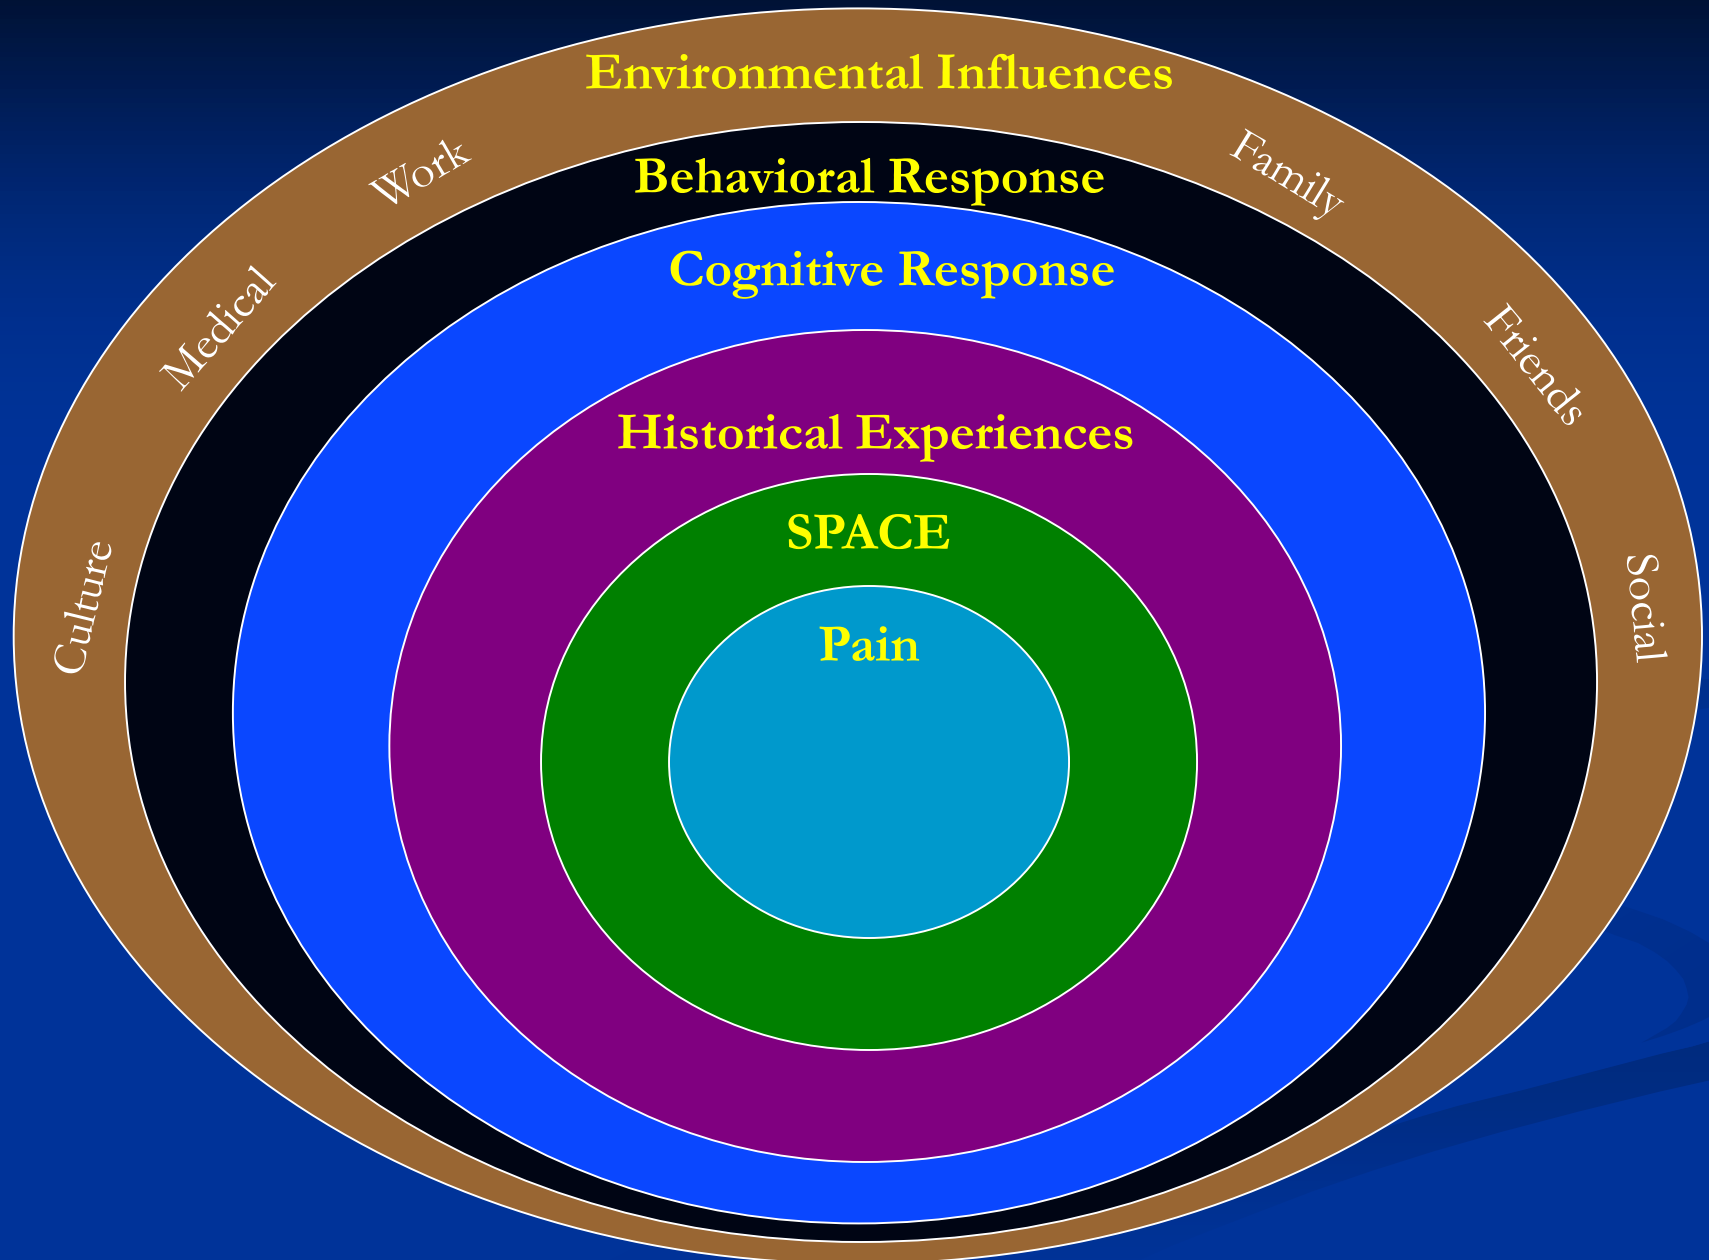 Environmental Influences
Work
Family
Behavioral Response
Cognitive Response
Medical
Friends
Historical Experiences
SPACE
Culture
Social
Pain